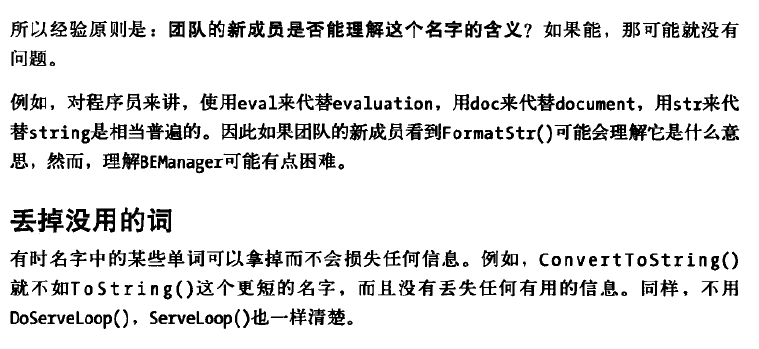 所以经验原则是：团队的新成员是否能理解这个名字的含义？如果能，那可能就没有
问题。
例如，对程序员来讲，使用eval来代替evaluation，用doc来代替document，用str来代
替string是相当普遍的。因此如果团队的新成员看到FormatStr()可能会理解它是什么意
思，然而，理解BEManager可能有点困难。
丢掉没用的词
有时名字中的某些单词可以拿掉而不会损失任何信息。例如，ConvertToString()
就不如ToString()这个更短的名字，而且没有丢失任何有用的信息。同样，不用
DoServeLoop()，ServeLoop()也一样清楚。